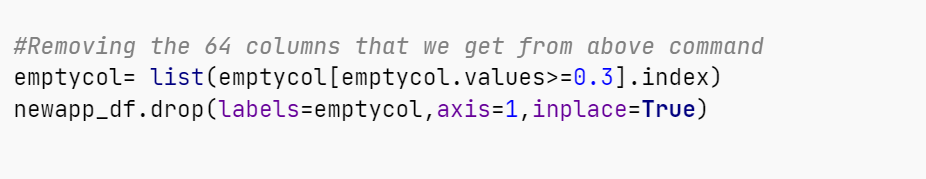 #Removing the 64 columns that we get from above command
emptycol= list(emptycol[emptycol.values>=0.3].index)
newapp_df.drop(labels=emptycol,axis=1,inplace=True)